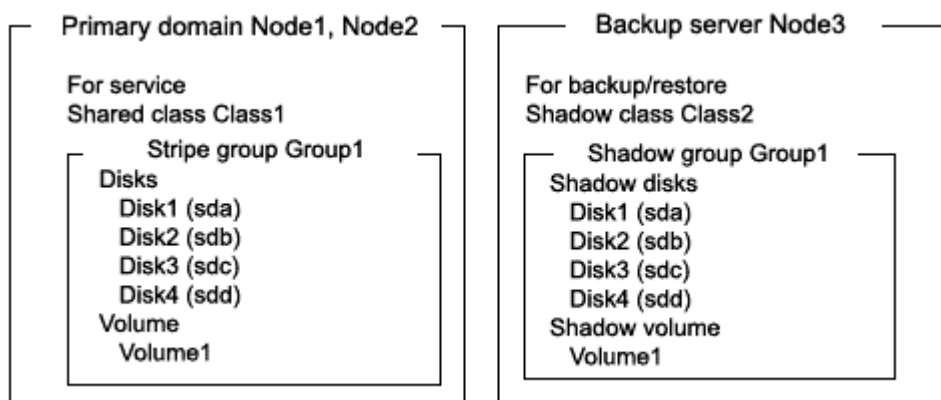 Primary domain Node1, Node2
For service
Shared class Class1
Stripe group Group1
Disks
Disk1 (sda)
Disk2 (sdb)
Disk3 (sdc)
Disk4 (sdd)
Volume
Volume1
Backup server Node3
For backup/restore
Shadow class Class2
Shadow group Group1
Shadow disks
Disk1 (sda)
Disk2 (sdb)
Disk3 (sdc)
Disk4 (sdd)
Shadow volume
Volume1